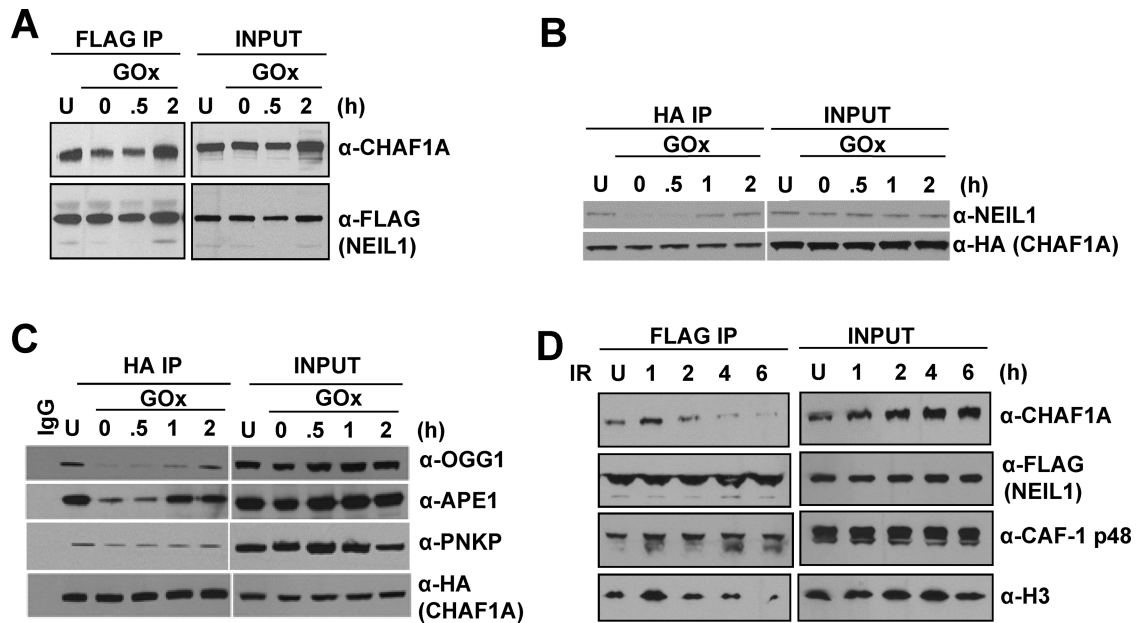 A
FLAG IP INPUT
GOx GOx
U 0 .5 2 U 0 .5 2 (h)
α-CHAF1A
α-FLAG
(NEIL1)
B
HA IP INPUT
GOx GOx
U 0 .5 1 2 U 0 .5 1 2 (h)
α-NEIL1
α-HA (CHAF1A)
C
HA IP INPUT
GOx GOx
IgG U 0 .5 1 2 U 0 .5 1 2 (h)
α-OGG1
α-APE1
α-PNKP
α-HA
(CHAF1A)
D
FLAG IP INPUT
IR U 1 2 4 6 U 1 2 4 6 (h)
α-CHAF1A
α-FLAG
(NEIL1)
α-CAF-1 p48
α-H3